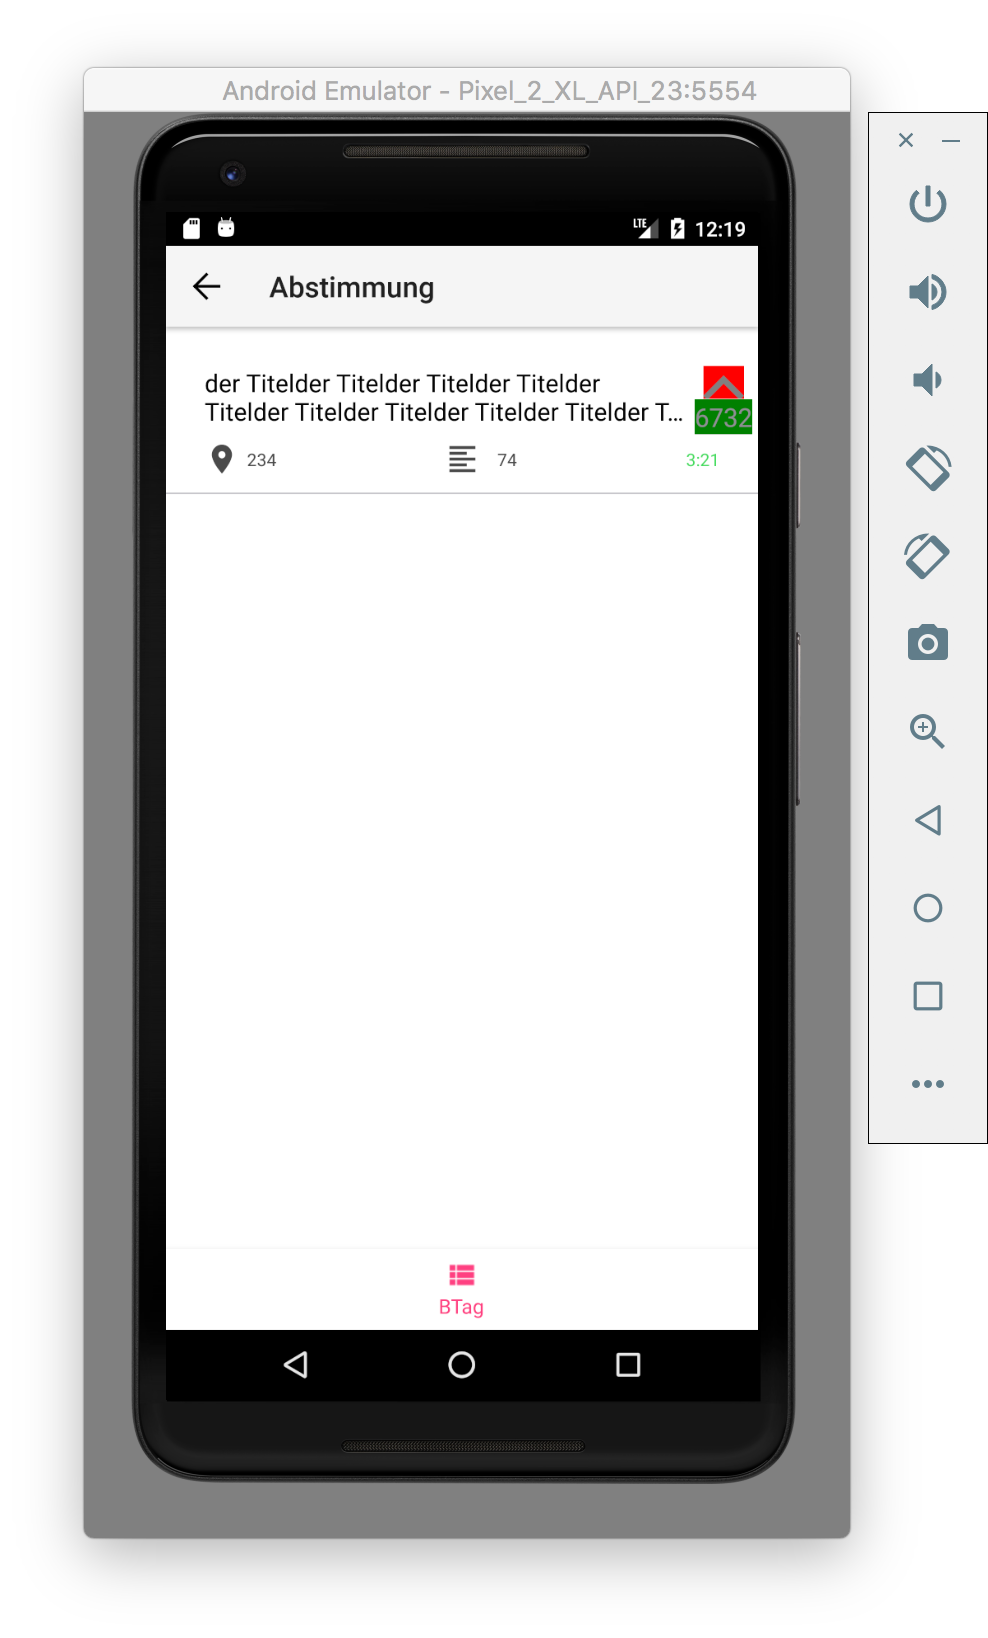 Android Emulator - Pixel_2_XL_API_23:5554
LTE 12:19
Abstimmung
der Titelder Titelder Titelder Titelder
Titelder Titelder Titelder Titelder Titelder T...
6732
234 74 3:21
BTag